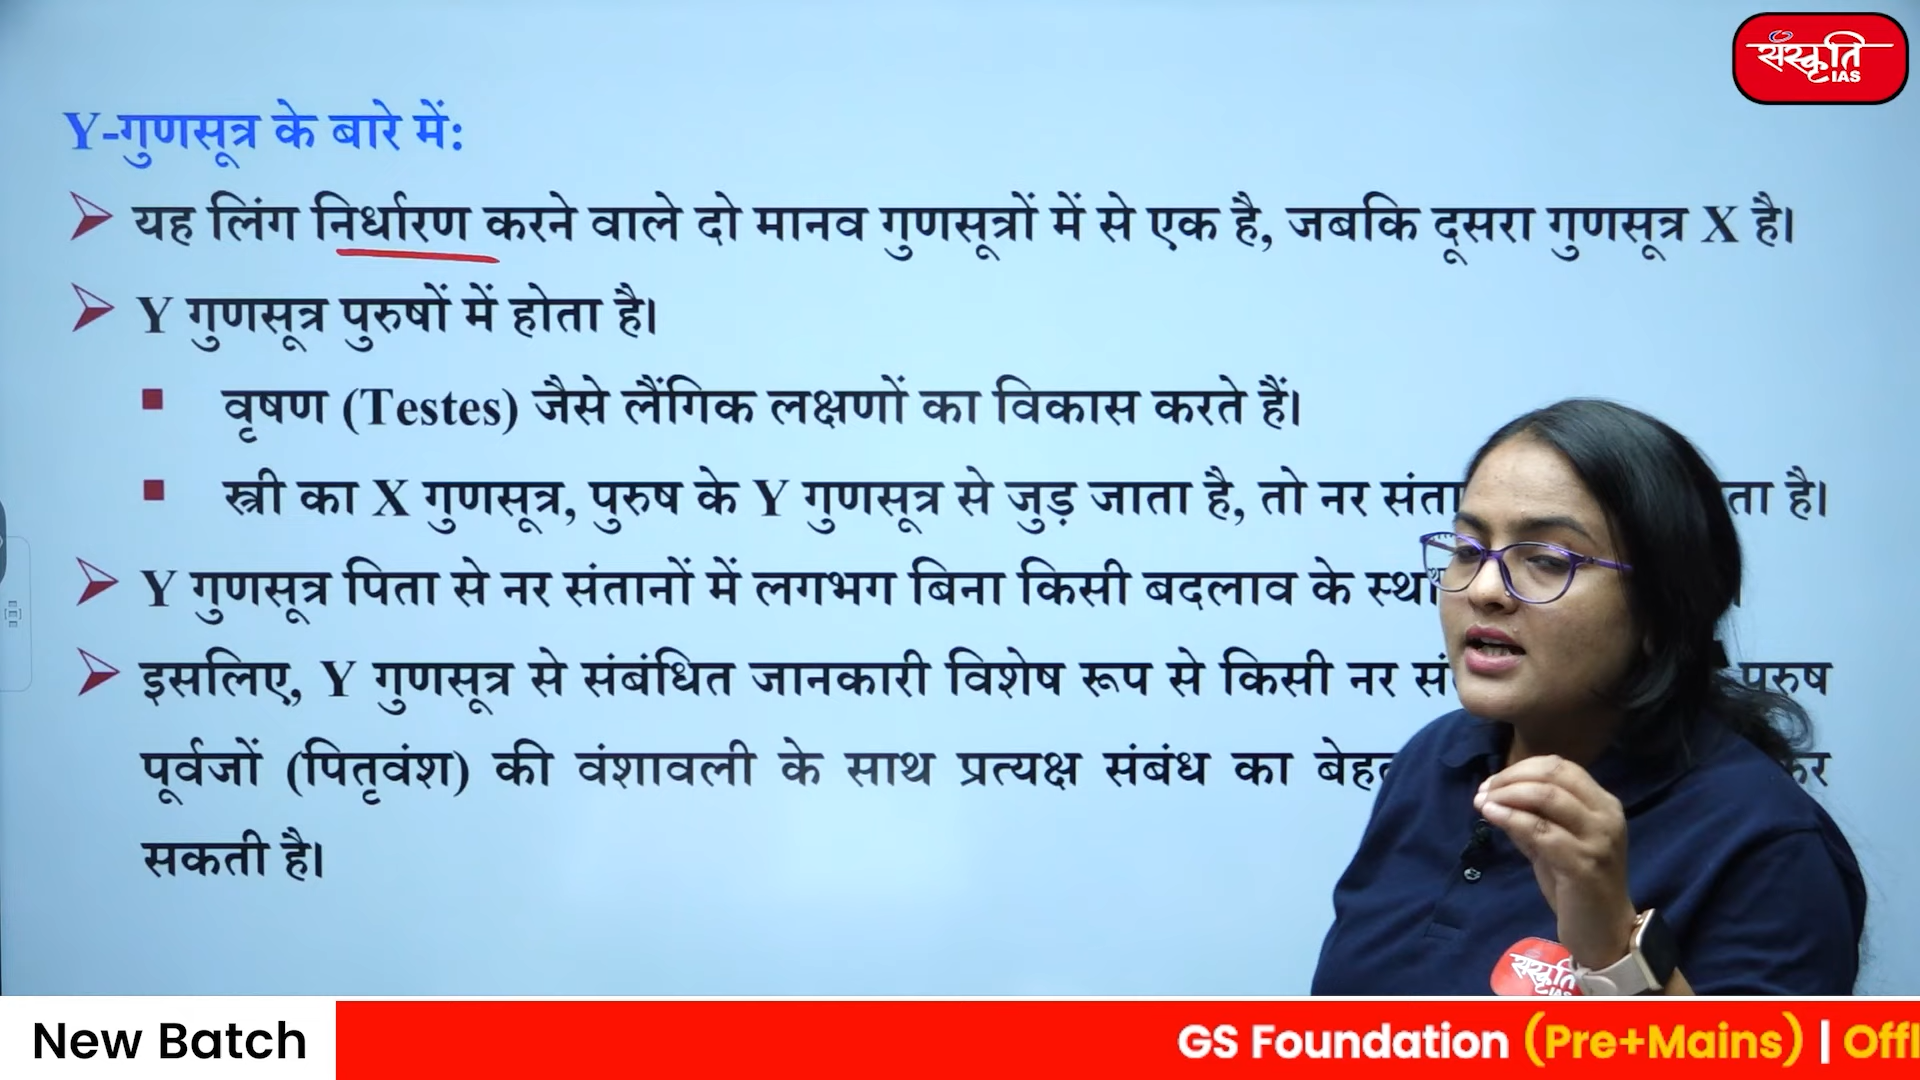 संस्कृति
IAS
Y-गुणसूत्र के बारे में:
यह लिंग निर्धारण करने वाले दो मानव गुणसूत्रों में से एक है, जबकि दूसरा गुणसूत्र X है।
Y गुणसूत्र पुरुषों में होता है।
वृषण (Testes) जैसे लैंगिक लक्षणों का विकास करते हैं।
स्त्री का X गुणसूत्र, पुरुष के Y गुणसूत्र से जुड़ जाता है, तो नर है।
Y गुणसूत्र पिता से नर संतानों में लगभग बिना किसी बदलाव के
इसलिए, Y गुणसूत्र से संबंधित जानकारी विशेष रूप से किसी नर पुरुष
पूर्वजों (पितृवंश) की वंशावली के साथ प्रत्यक्ष संबंध का कर
सकती है।
संस्कृति
IAS
New Batch GS Foundation (Pre+Mains) | Offl